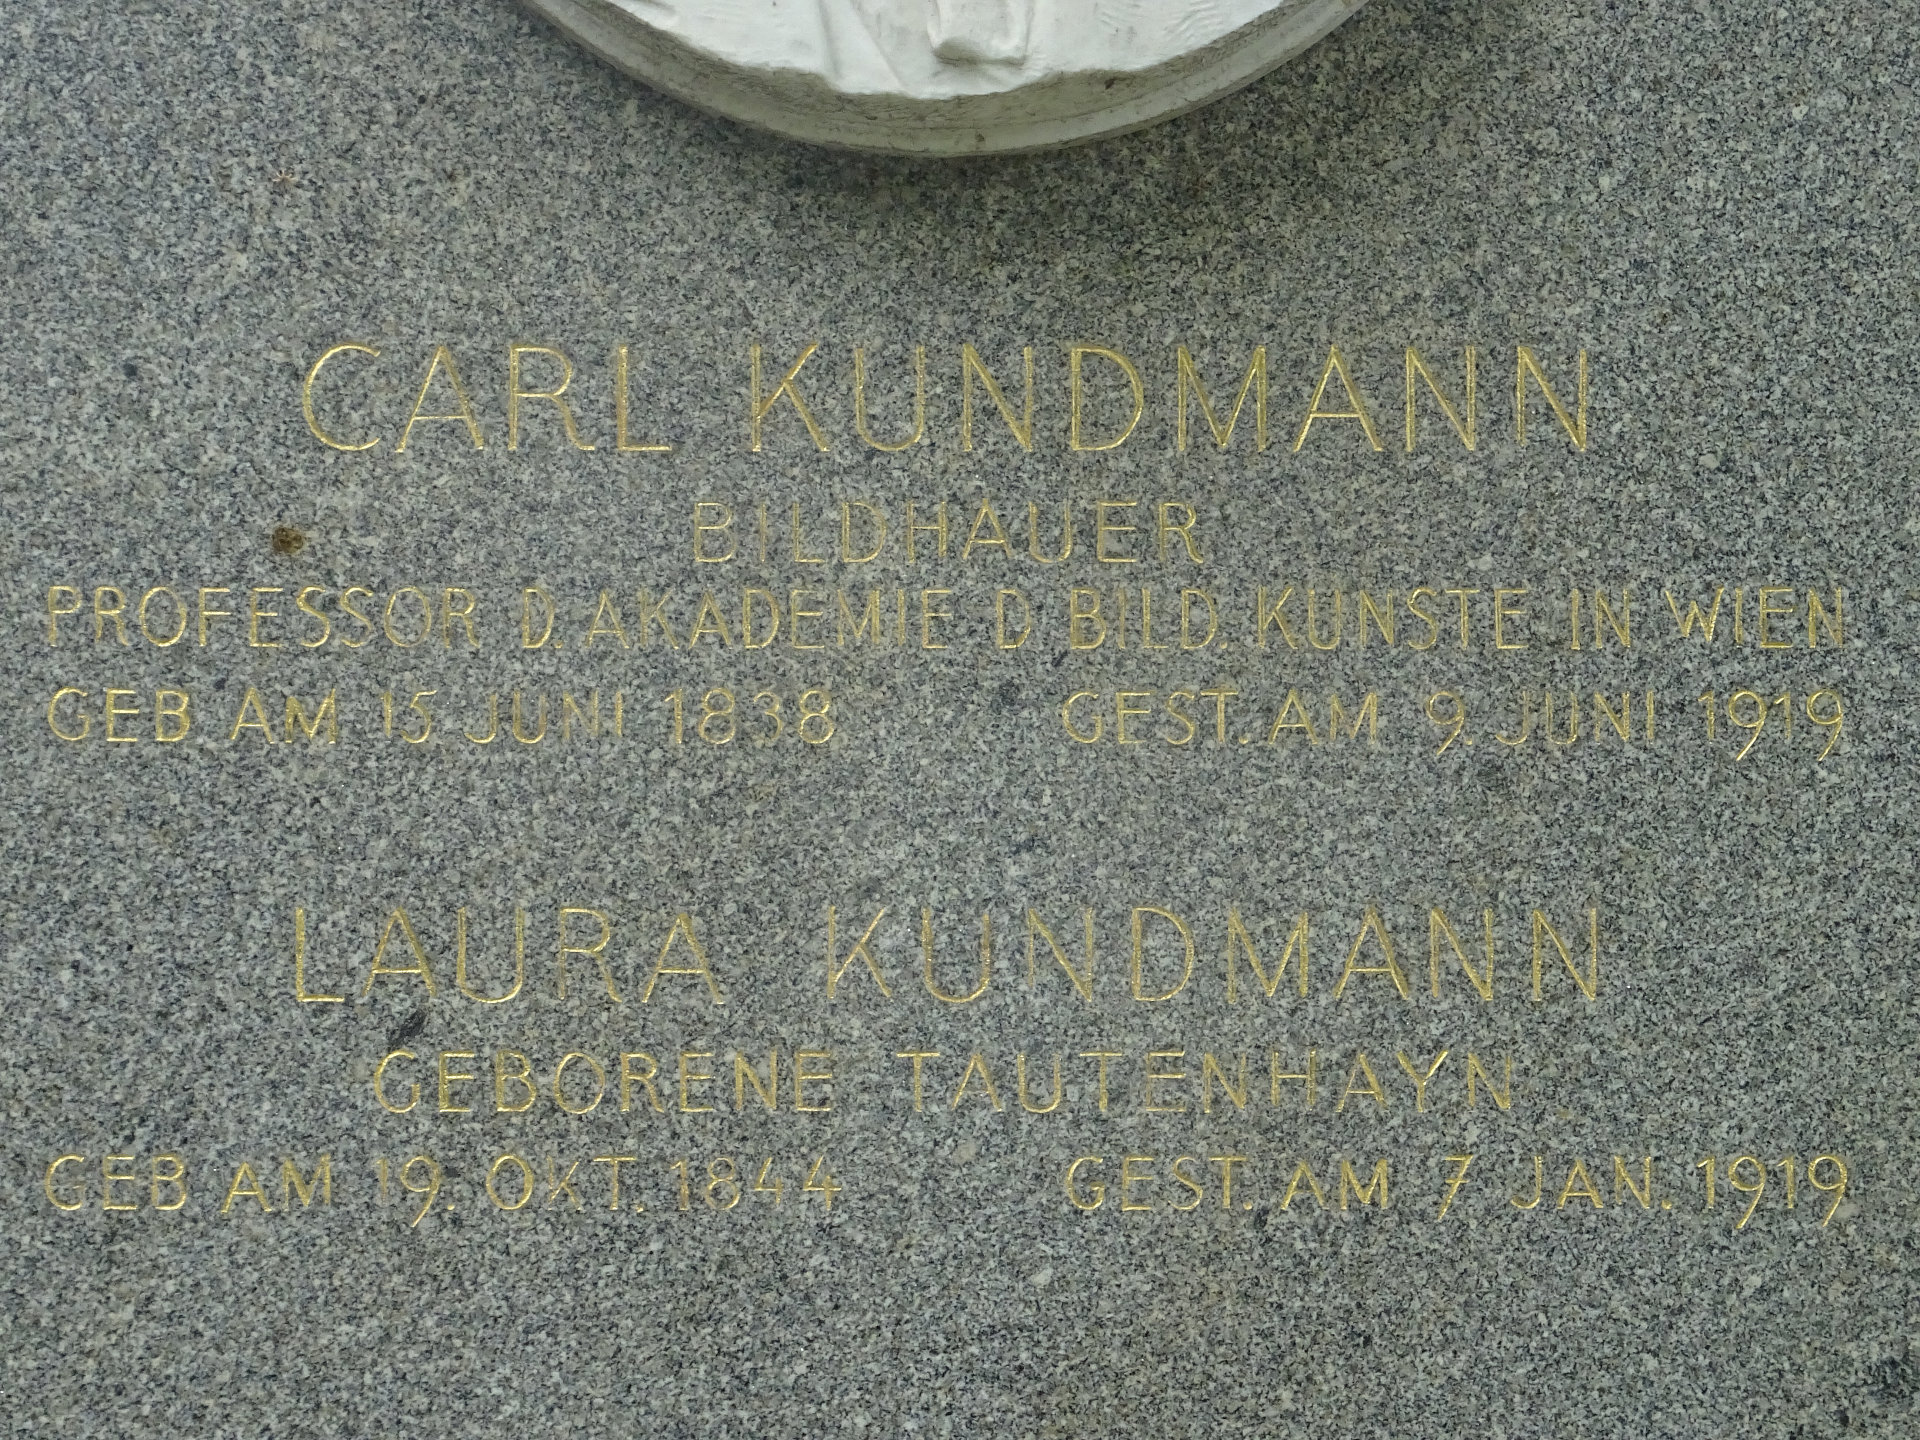 CARL KUNDMANN
BILDHAUER
PROFESSOR D. AKADEMIE D BILD. KUNSTE IN WIEN
GEB AM 15. JUNI 1838 GEST. AM 9. JUNI 1919
LAURA KUNDMANN
GEBORENE TAUTENHAYN
GEB AM 19. OKT. 1844 GEST. AM 7 JAN. 1919